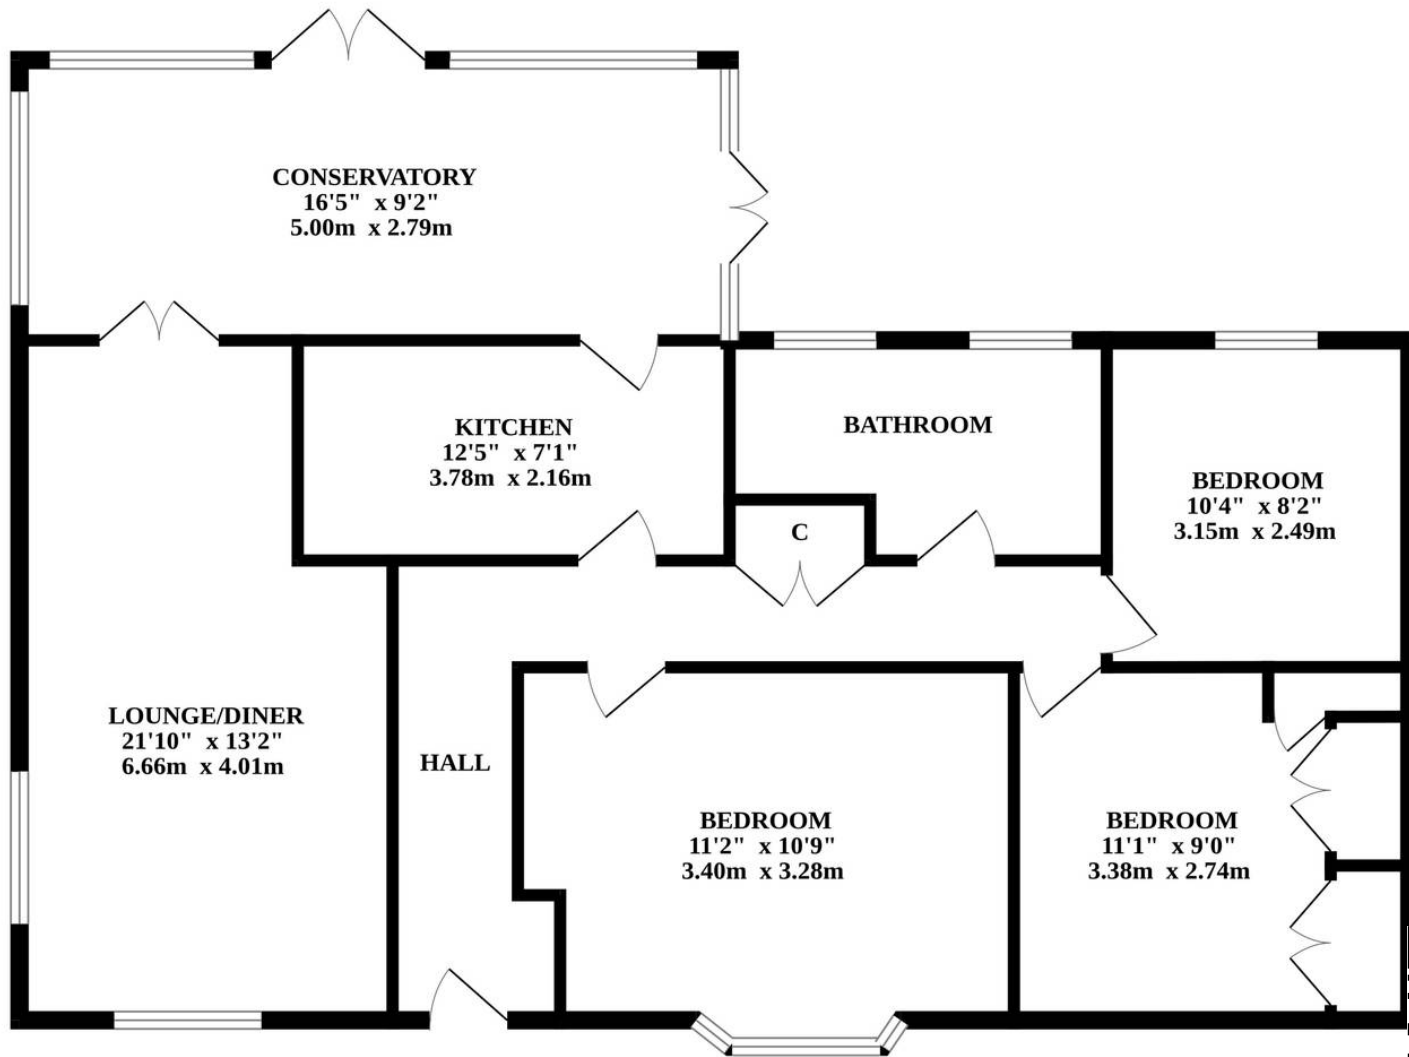 CONSERVATORY
16'5" x 9'2"
5.00m x 2.79m
KITCHEN
12'5" x 7'1"
3.78m x 2.16m
BATHROOM
BEDROOM
10'4" x 8'2"
3.15m x 2.49m
C
LOUNGE/DINER
21'10" x 13'2"
6.66m x 4.01m
HALL
BEDROOM
11'2" x 10'9"
3.40m x 3.28m
BEDROOM
11'1" x 9'0"
3.38m x 2.74m